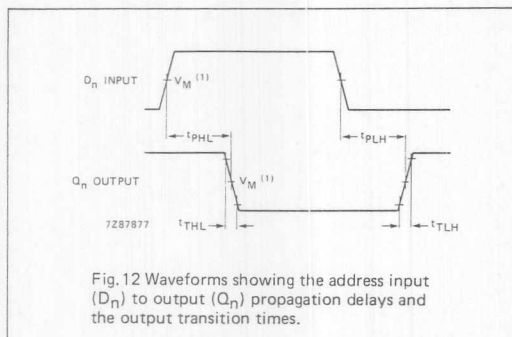 Dn INPUT
VM (1)
tPHL
tPLH
Qn OUTPUT
VM (1)
7Z87877
tTHL
tTLH
Fig.12 Waveforms showing the address input
(Dn) to output (Qn) propagation delays and
the output transition times.